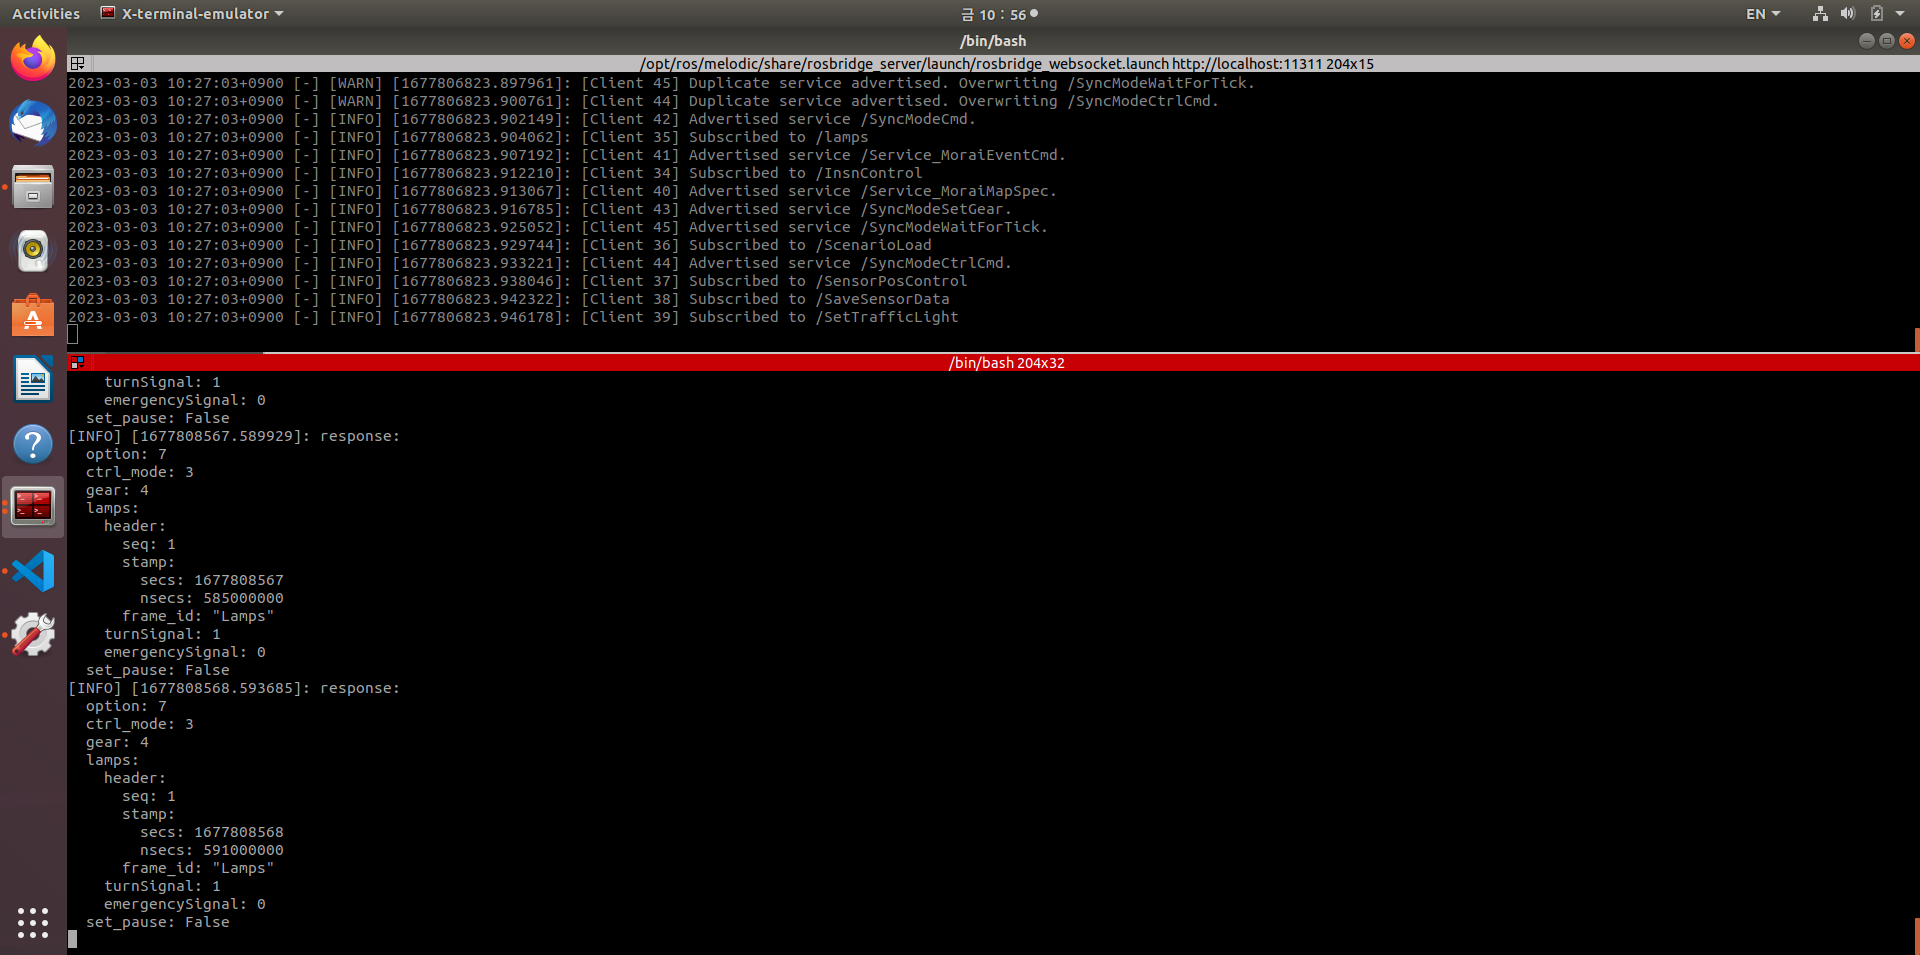 Activities X-terminal-emulator 금 10 : 56 EN
/bin/bash
/opt/ros/melodic/share/rosbridge_server/launch/rosbridge_websocket.launch http://localhost:11311 204x15
2023-03-03 10:27:03+0900 [-] [WARN] [1677806823.897961]: [Client 45] Duplicate service advertised. Overwriting /SyncModeWaitForTick.
2023-03-03 10:27:03+0900 [-] [WARN] [1677806823.900761]: [Client 44] Duplicate service advertised. Overwriting /SyncModeCtrlCmd.
2023-03-03 10:27:03+0900 [-] [INFO] [1677806823.902149]: [Client 42] Advertised service /SyncModeCmd.
2023-03-03 10:27:03+0900 [-] [INFO] [1677806823.904062]: [Client 35] Subscribed to /lamps
2023-03-03 10:27:03+0900 [-] [INFO] [1677806823.907192]: [Client 41] Advertised service /Service_MoraiEventCmd.
2023-03-03 10:27:03+0900 [-] [INFO] [1677806823.912210]: [Client 34] Subscribed to /InsnControl
2023-03-03 10:27:03+0900 [-] [INFO] [1677806823.913067]: [Client 40] Advertised service /Service_MoraiMapSpec.
2023-03-03 10:27:03+0900 [-] [INFO] [1677806823.916785]: [Client 43] Advertised service /SyncModeSetGear.
2023-03-03 10:27:03+0900 [-] [INFO] [1677806823.925052]: [Client 45] Advertised service /SyncModeWaitForTick.
2023-03-03 10:27:03+0900 [-] [INFO] [1677806823.929744]: [Client 36] Subscribed to /ScenarioLoad
2023-03-03 10:27:03+0900 [-] [INFO] [1677806823.933221]: [Client 44] Advertised service /SyncModeCtrlCmd.
2023-03-03 10:27:03+0900 [-] [INFO] [1677806823.938046]: [Client 37] Subscribed to /SensorPosControl
2023-03-03 10:27:03+0900 [-] [INFO] [1677806823.942322]: [Client 38] Subscribed to /SaveSensorData
2023-03-03 10:27:03+0900 [-] [INFO] [1677806823.946178]: [Client 39] Subscribed to /SetTrafficLight
/bin/bash 204x32
turnSignal: 1
emergencySignal: 0
set_pause: False
[INFO] [1677808567.589929]: response:
option: 7
ctrl_mode: 3
gear: 4
lamps:
header:
seq: 1
stamp:
secs: 1677808567
nsecs: 585000000
frame_id: "Lamps"
turnSignal: 1
emergencySignal: 0
set_pause: False
[INFO] [1677808568.593685]: response:
option: 7
ctrl_mode: 3
gear: 4
lamps:
header:
seq: 1
stamp:
secs: 1677808568
nsecs: 591000000
frame_id: "Lamps"
turnSignal: 1
emergencySignal: 0
set_pause: False